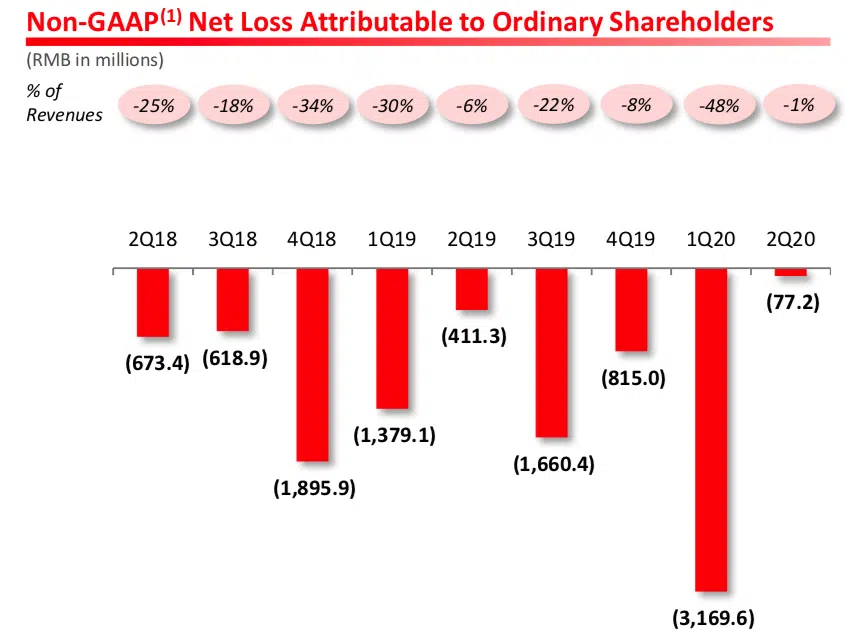 Non-GAAP(1) Net Loss Attributable to Ordinary Shareholders
(RMB in millions)
% of
Revenues
-25% -18% -34% -30% -6% -22% -8% -48% -1%
2Q18 3Q18 4Q18 1Q19 2Q19 3Q19 4Q19 1Q20 2Q20
(673.4) (618.9) (1,895.9) (1,379.1) (411.3) (1,660.4) (815.0) (3,169.6) (77.2)